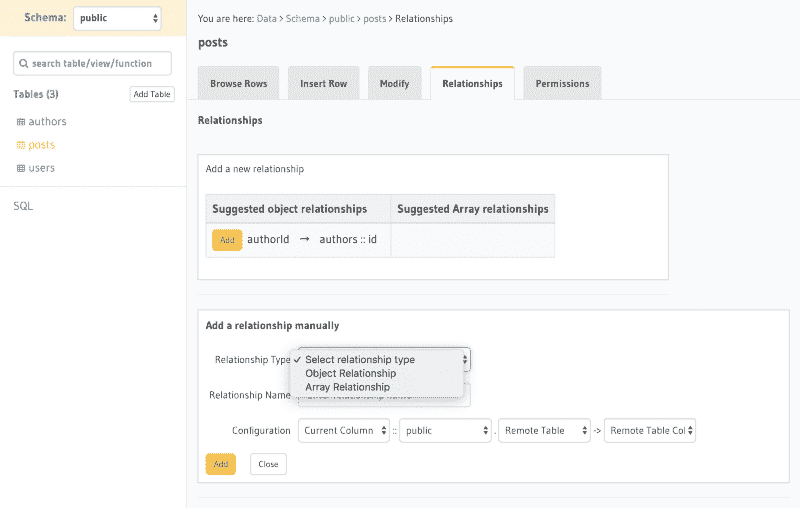 Schema: public
search table/view/function
Tables (3) Add Table
authors
posts
users
SQL
You are here: Data > Schema > public > posts > Relationships
posts
Browse Rows Insert Row Modify Relationships Permissions
Relationships
Add a new relationship
Suggested object relationships Suggested Array relationships
Add authorId → authors :: id
Add a relationship manually
Relationship Type ✓ Select relationship type
Object Relationship
Array Relationship
Relationship Name
Configuration Current Column :: public . Remote Table -> Remote Table Col
Add Close